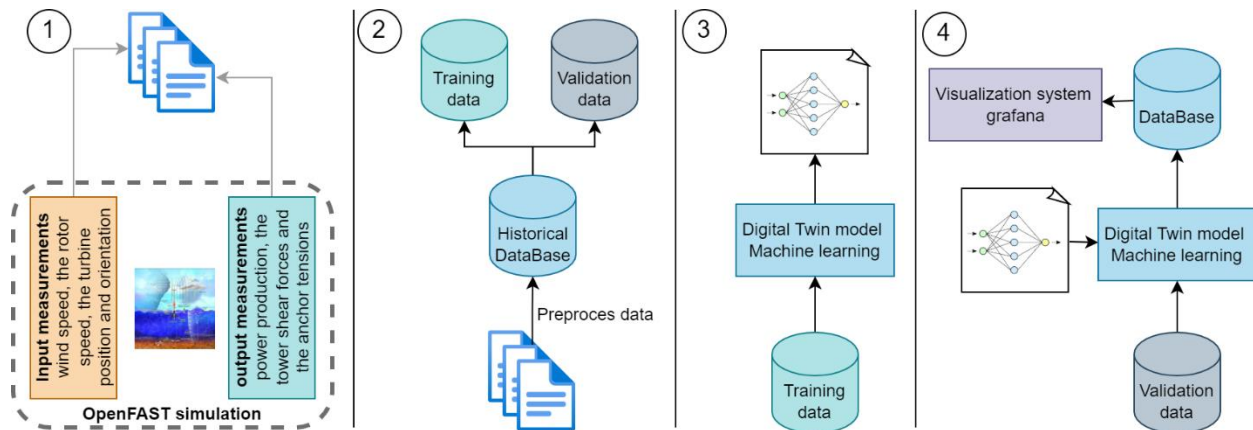 1
Input measurements
wind speed, the rotor
speed, the turbine
position and orientation
output measurements
power production, the
tower shear forces and
the anchor tensions
OpenFAST simulation
2
Training
data
Validation
data
Historical
DataBase
Preproces data
3
Digital Twin model
Machine learning
Training
data
4
Visualization system
grafana
DataBase
Digital Twin model
Machine learning
Validation
data